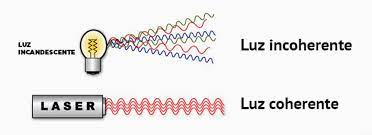 LUZ
INCANDESCENTE
Luz incoherente
LASER
Luz coherente